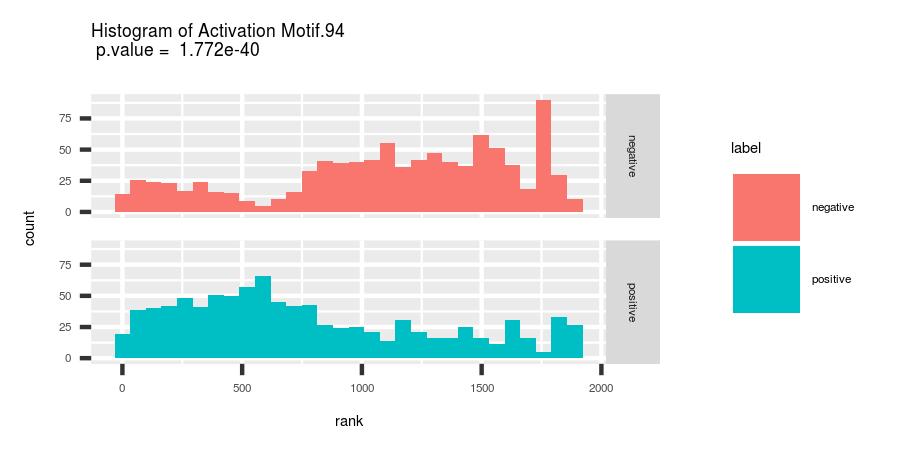 Histogram of Activation Motif.94
p.value = 1.772e-40
count
75
50
25
0
negative
75
50
25
0
positive
0 500 1000 1500 2000
rank
label
negative
positive